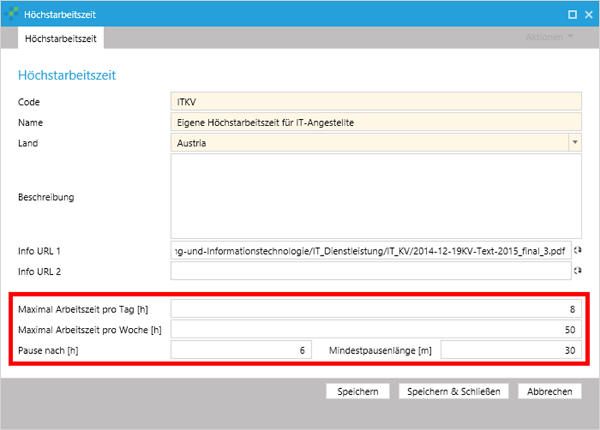 Höchstarbeitszeit
Höchstarbeitszeit Aktionen
Höchstarbeitszeit
Code ITKV
Name Eigene Höchstarbeitszeit für IT-Angestellte
Land Austria
Beschreibung
Info URL 1 ng-und-Informationstechnologie/IT_Dienstleistung/IT_KV/2014-12-19KV-Text-2015_final_3.pdf
Info URL 2
Maximal Arbeitszeit pro Tag [h] 8
Maximal Arbeitszeit pro Woche [h] 50
Pause nach [h] 6 Mindestpausenlänge [m] 30
Speichern Speichern & Schließen Abbrechen